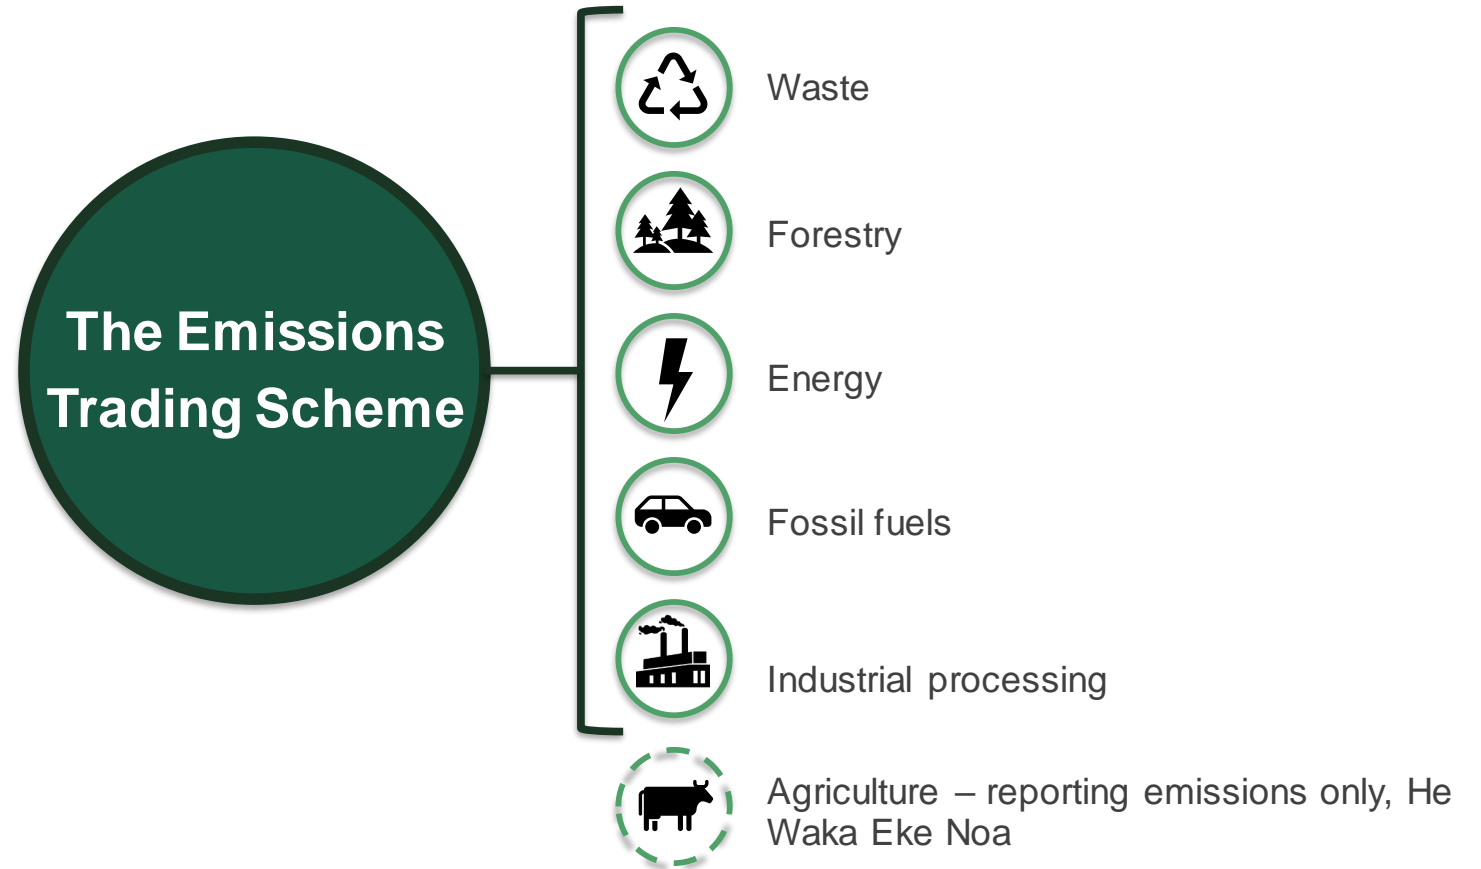 The Emissions
Trading Scheme
Waste
Forestry
Energy
Fossil fuels
Industrial processing
Agriculture – reporting emissions only, He
Waka Eke Noa